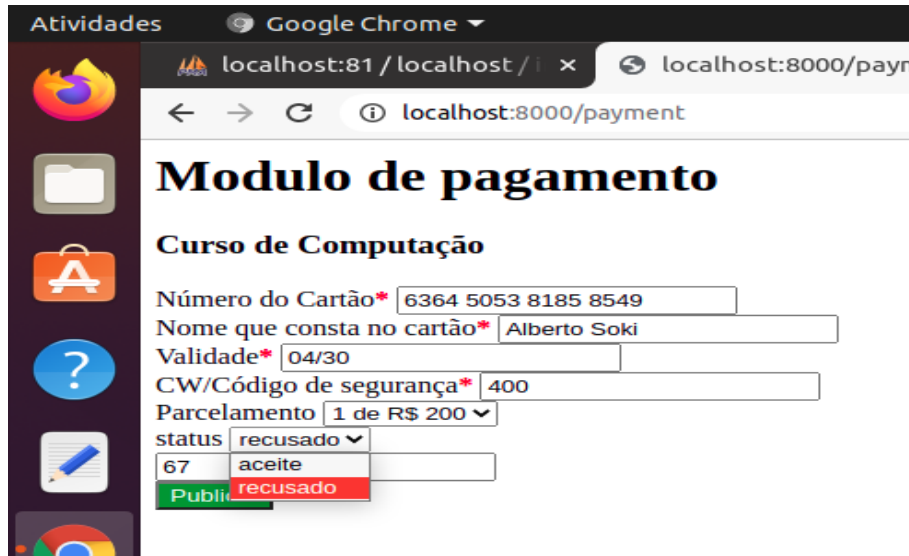 Atividades Google Chrome
localhost:81 / localhost / i × localhost:8000/payr
localhost:8000/payment
Modulo de pagamento
Curso de Computação
Número do Cartão* 6364 5053 8185 8549
Nome que consta no cartão* Alberto Soki
Validade* 04/30
CW/Código de segurança* 400
Parcelamento 1 de R$ 200
status recusado
67 aceite
Publi recusado